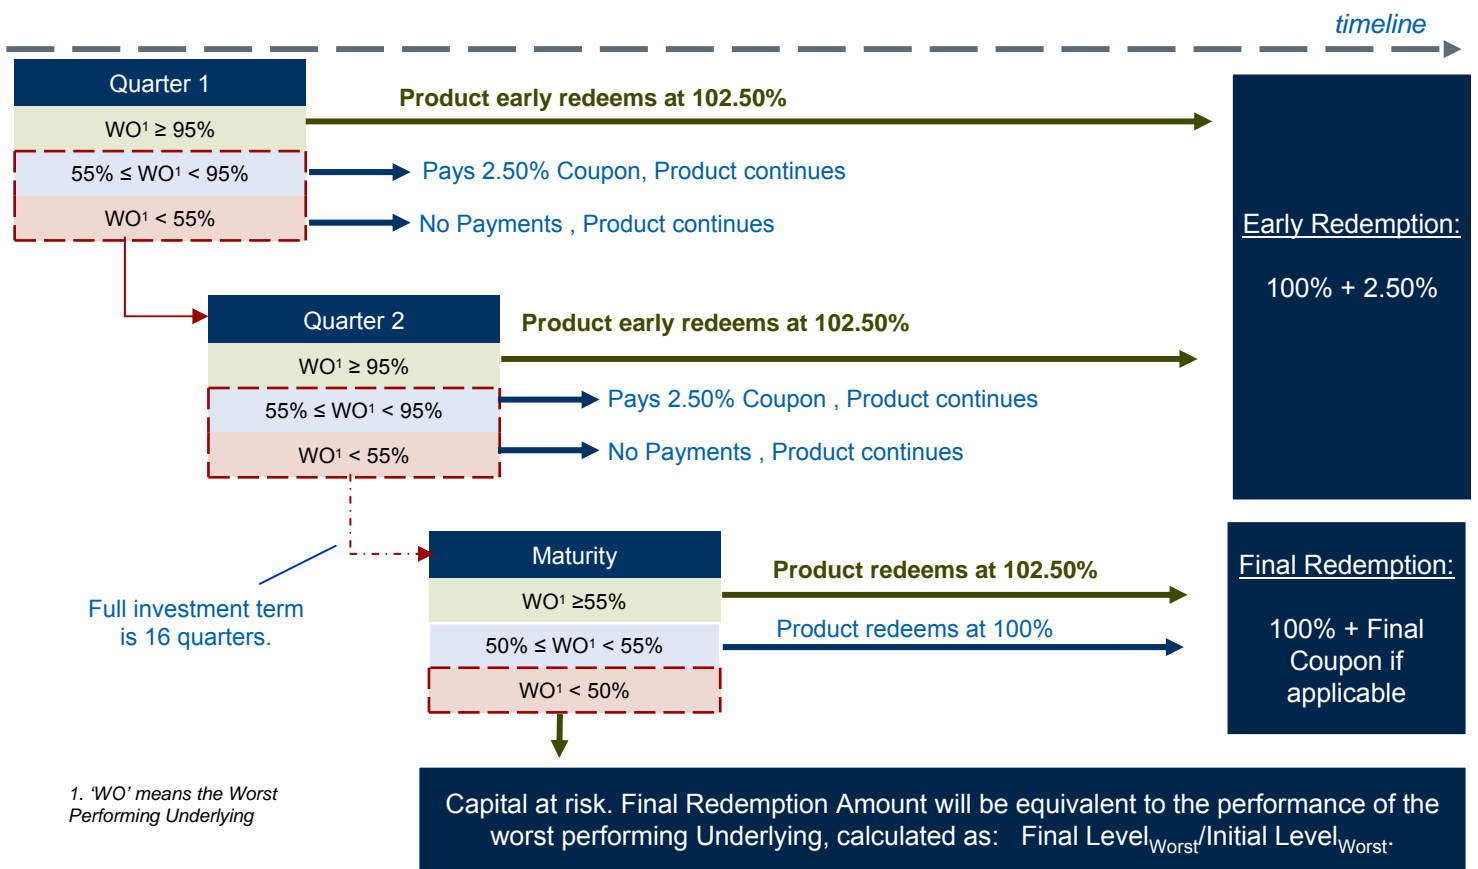 timeline
Quarter 1
WO¹ ≥ 95%
55% ≤ WO¹ < 95%
WO¹ < 55%
Product early redeems at 102.50%
Pays 2.50% Coupon, Product continues
No Payments , Product continues
Early Redemption:
100% + 2.50%
Quarter 2
WO¹ ≥ 95%
55% ≤ WO¹ < 95%
WO¹ < 55%
Product early redeems at 102.50%
Pays 2.50% Coupon , Product continues
No Payments , Product continues
Full investment term
is 16 quarters.
Maturity
WO¹ ≥55%
50% ≤ WO¹ < 55%
WO¹ < 50%
Product redeems at 102.50%
Product redeems at 100%
Final Redemption:
100% + Final
Coupon if
applicable
1. ‘WO’ means the Worst
Performing Underlying
Capital at risk. Final Redemption Amount will be equivalent to the performance of the
worst performing Underlying, calculated as: Final LevelWorst/Initial LevelWorst.